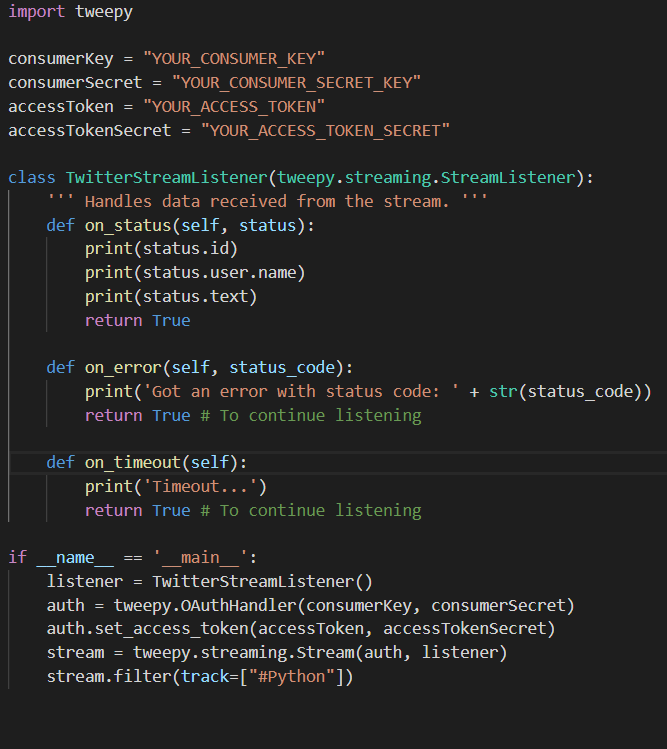 import tweepy
consumerKey = "YOUR_CONSUMER_KEY"
consumerSecret = "YOUR_CONSUMER_SECRET_KEY"
accessToken = "YOUR_ACCESS_TOKEN"
accessTokenSecret = "YOUR_ACCESS_TOKEN_SECRET"
class TwitterStreamListener(tweepy.streaming.StreamListener):
    ''' Handles data received from the stream. '''
    def on_status(self, status):
        print(status.id)
        print(status.user.name)
        print(status.text)
        return True
    def on_error(self, status_code):
        print('Got an error with status code: ' + str(status_code))
        return True # To continue listening
    def on_timeout(self):
        print('Timeout...')
        return True # To continue listening
if __name__ == '__main__':
    listener = TwitterStreamListener()
    auth = tweepy.OAuthHandler(consumerKey, consumerSecret)
    auth.set_access_token(accessToken, accessTokenSecret)
    stream = tweepy.streaming.Stream(auth, listener)
    stream.filter(track=["#Python"])